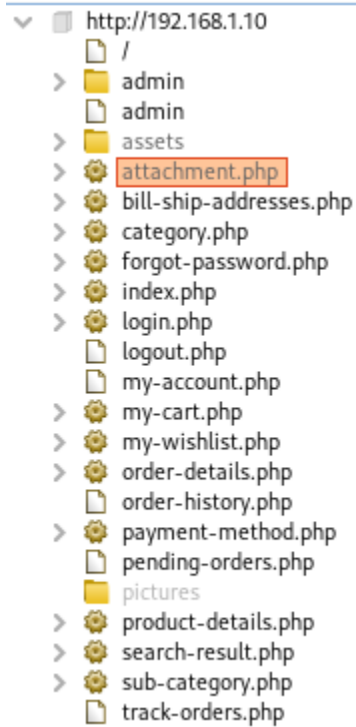 http://192.168.1.10
/
admin
admin
assets
attachment.php
bill-ship-addresses.php
category.php
forgot-password.php
index.php
login.php
logout.php
my-account.php
my-cart.php
my-wishlist.php
order-details.php
order-history.php
payment-method.php
pending-orders.php
pictures
product-details.php
search-result.php
sub-category.php
track-orders.php